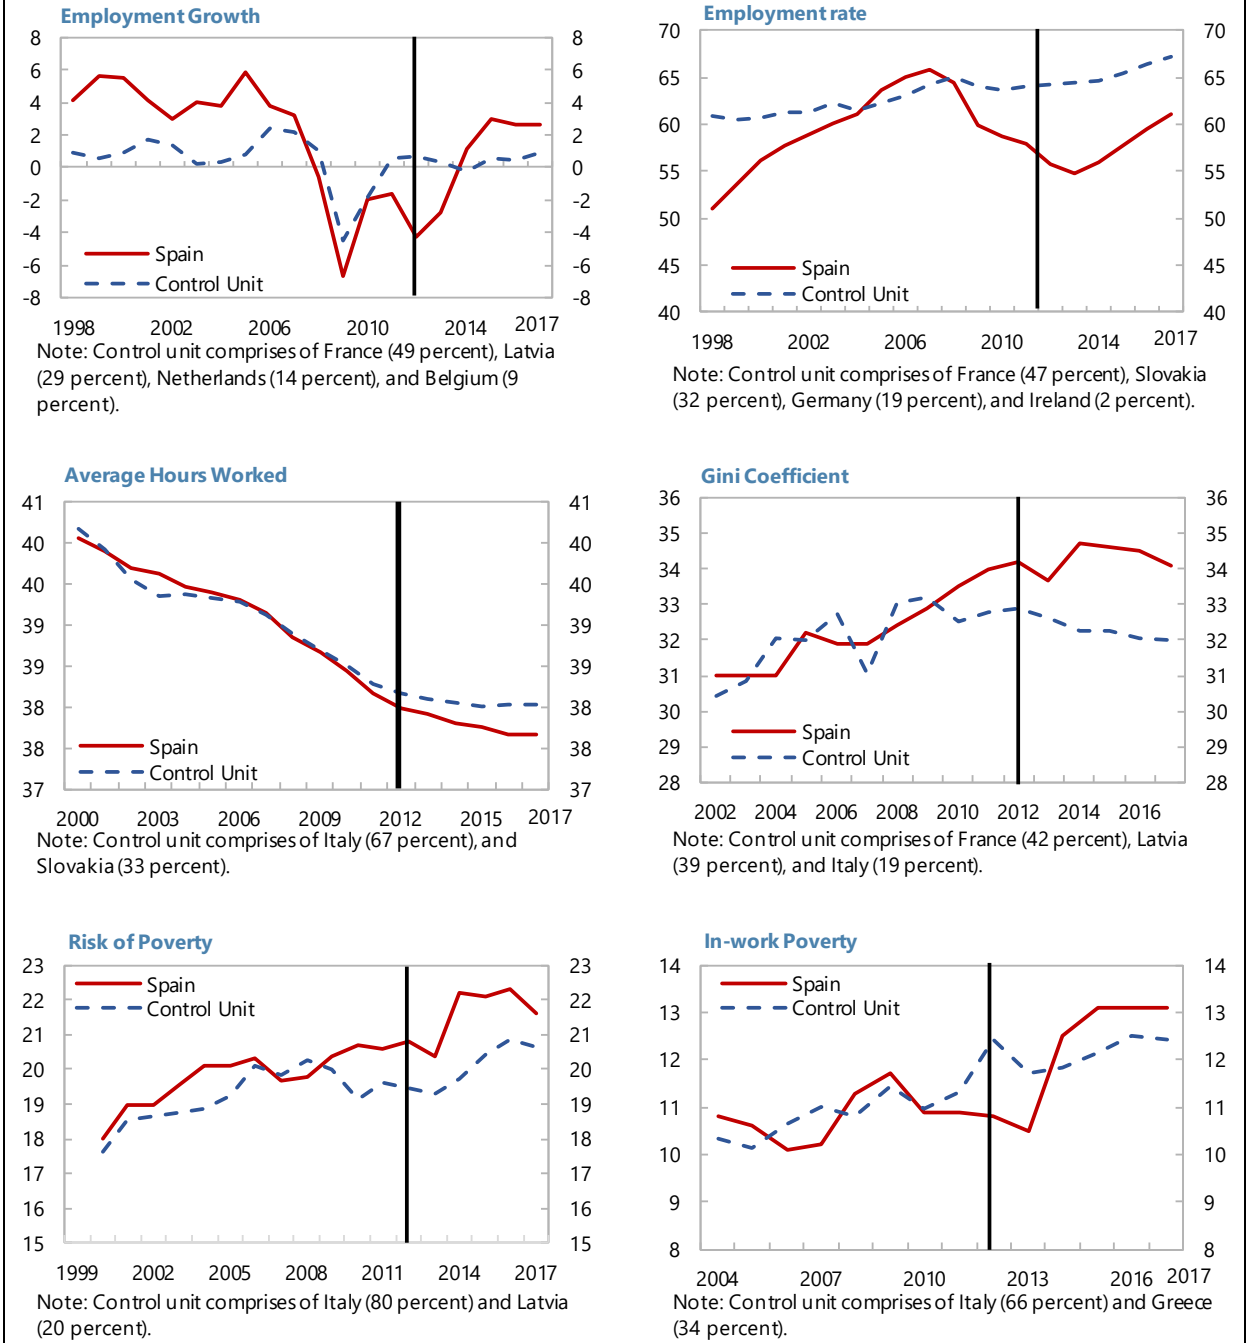 Employment Growth
8 8
6 6
4 4
2 2
0 0
-2 -2
-4 -4
-6 -6
-8 -8
Spain
Control Unit
1998 2002 2006 2010 2014 2017
Note: Control unit comprises of France (49 percent), Latvia
(29 percent), Netherlands (14 percent), and Belgium (9
percent).
Employment rate
70 70
65 65
60 60
55 55
50 50
45 45
40 40
Spain
Control Unit
1998 2002 2006 2010 2014 2017
Note: Control unit comprises of France (47 percent), Slovakia
(32 percent), Germany (19 percent), and Ireland (2 percent).
Average Hours Worked
41 41
40 40
40 40
39 39
39 39
38 38
38 38
37 37
Spain
Control Unit
2000 2003 2006 2009 2012 2015 2017
Note: Control unit comprises of Italy (67 percent), and
Slovakia (33 percent).
Gini Coefficient
36 36
35 35
34 34
33 33
32 32
31 31
30 30
29 29
28 28
Spain
Control Unit
2002 2004 2006 2008 2010 2012 2014 2016
Note: Control unit comprises of France (42 percent), Latvia
(39 percent), and Italy (19 percent).
Risk of Poverty
23 23
22 22
21 21
20 20
19 19
18 18
17 17
16 16
15 15
Spain
Control Unit
1999 2002 2005 2008 2011 2014 2017
Note: Control unit comprises of Italy (80 percent) and Latvia
(20 percent).
In-work Poverty
14 14
13 13
12 12
11 11
10 10
9 9
8 8
Spain
Control Unit
2004 2007 2010 2013 2016 2017
Note: Control unit comprises of Italy (66 percent) and Greece
(34 percent).